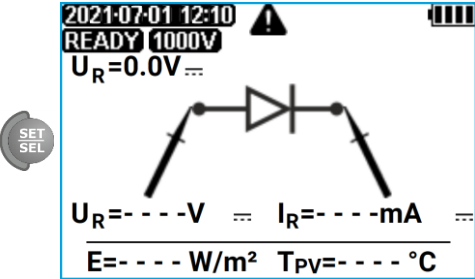 2021·07·01 12:10
READY 1000V
UR=0.0V
SET
SEL
UR=- - - -V IR=- - - -mA
E=- - - - W/m² TPV=- - - - °C